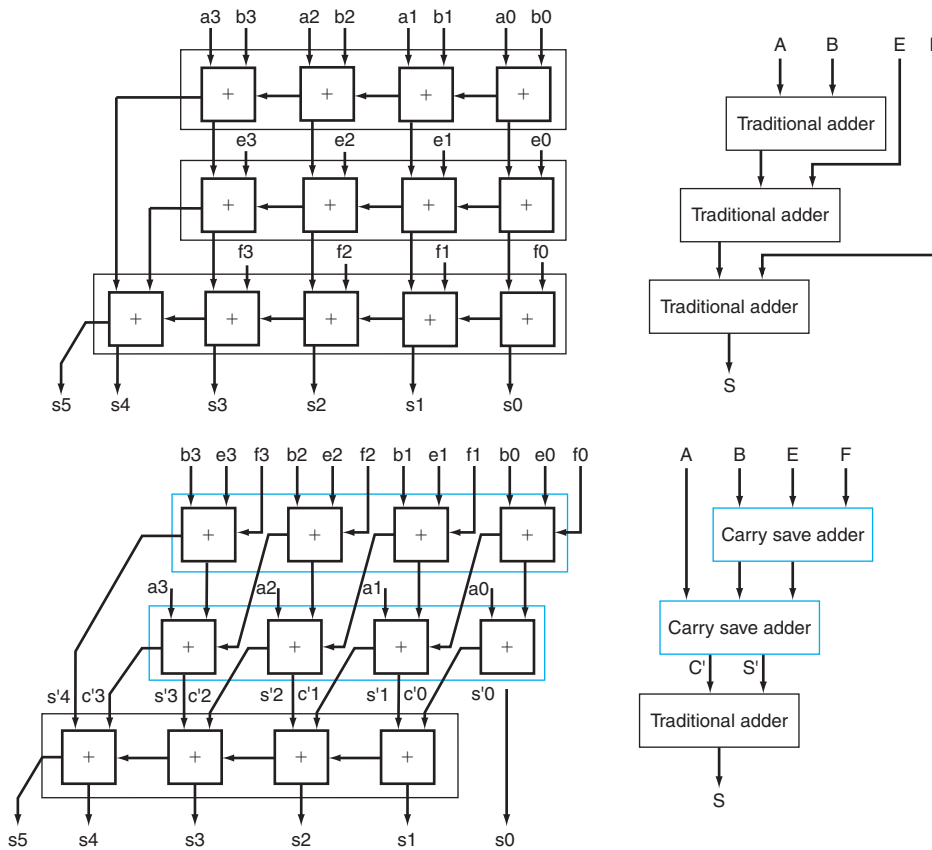 a3 b3 a2 b2 a1 b1 a0 b0
+ + + +
e3 e2 e1 e0
+ + + +
f3 f2 f1 f0
+ + + + +
s5 s4 s3 s2 s1 s0
A B E
Traditional adder
Traditional adder
Traditional adder
S
b3 e3 f3 b2 e2 f2 b1 e1 f1 b0 e0 f0
+ + + +
a3 a2 a1 a0
+ + + +
s'4 c'3 s'3 c'2 s'2 c'1 s'1 c'0 s'0
+ + + +
s5 s4 s3 s2 s1 s0
A B E F
Carry save adder
Carry save adder
C' S'
Traditional adder
S